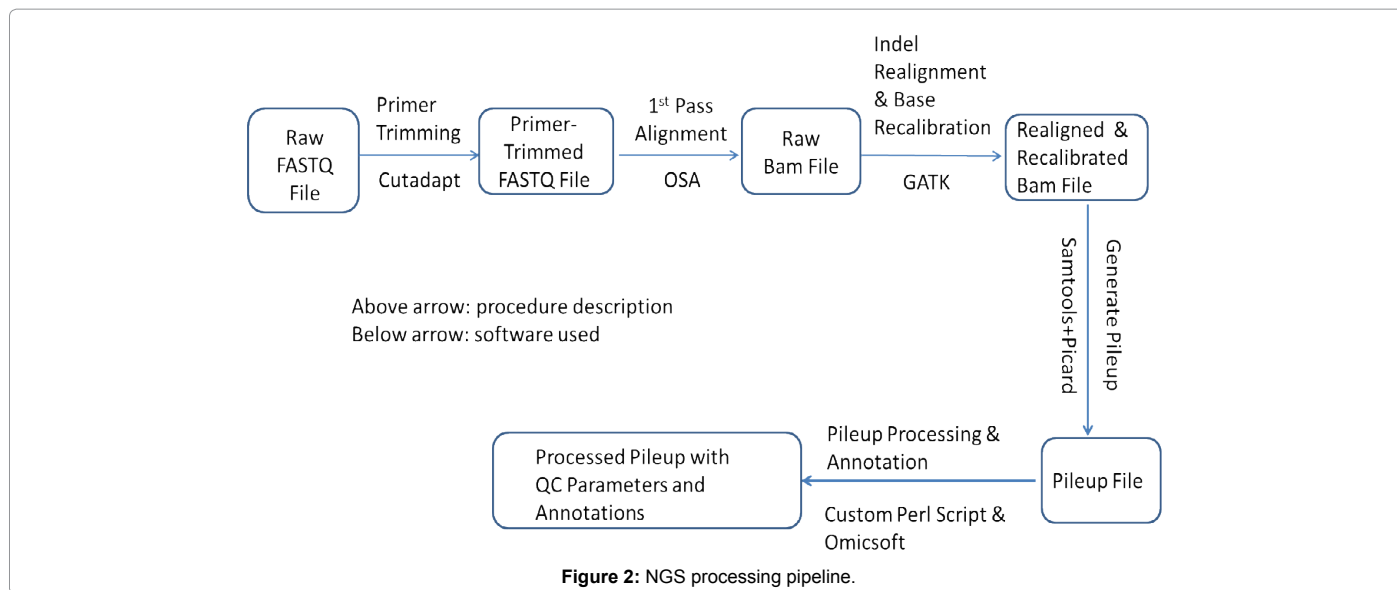 Raw
FASTQ
File
Primer
Trimming
Cutadapt
Primer-
Trimmed
FASTQ File
1st Pass
Alignment
OSA
Raw
Bam File
Indel
Realignment
& Base
Recalibration
GATK
Realigned &
Recalibrated
Bam File
Generate Pileup
Samtools+Picard
Above arrow: procedure description
Below arrow: software used
Pileup File
Pileup Processing &
Annotation
Custom Perl Script &
Omicsoft
Processed Pileup with
QC Parameters and
Annotations
Figure 2: NGS processing pipeline.